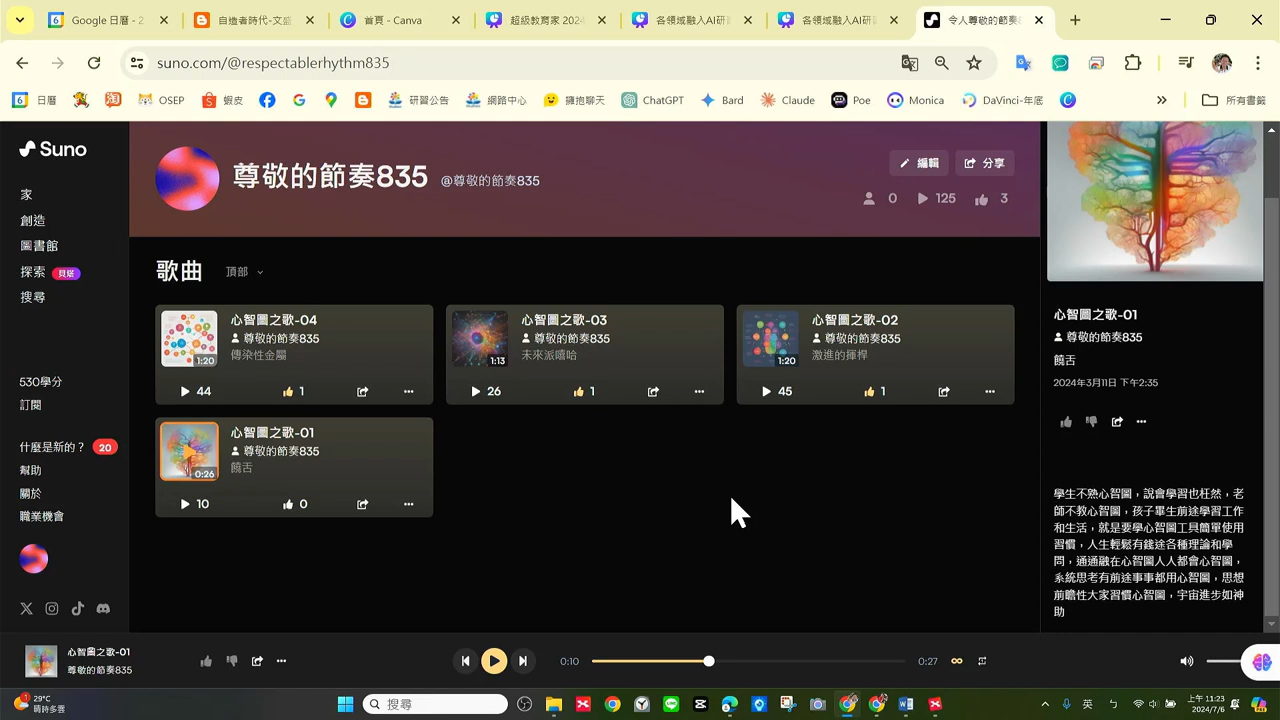 Google 日曆 - 2
自造者時代-文盛
首頁 - Canva
超級教育家 2024
各領域融入AI研
各領域融入AI研
令人尊敬的節奏
suno.com/@respectablerhythm835
日曆
淘
OSEP
蝦皮
研習公告
網路中心
擁抱聊天
ChatGPT
Bard
Claude
Poe
Monica
DaVinci-年底
所有書籤
Suno
家
創造
圖書館
探索 貝塔
搜尋
530學分
訂閱
什麼是新的？ 20
幫助
關於
職業機會
尊敬的節奏835 @尊敬的節奏835
編輯 分享
0 125 3
歌曲 頂部
心智圖之歌-04
尊敬的節奏835
傳染性金屬
1:20
44 1
心智圖之歌-03
尊敬的節奏835
未來派嘻哈
1:13
26 1
心智圖之歌-02
尊敬的節奏835
激進的揮桿
1:20
45 1
心智圖之歌-01
尊敬的節奏835
饒舌
0:26
10 0
心智圖之歌-01
尊敬的節奏835
饒舌
2024年3月11日 下午2:35
學生不熟心智圖，說會學習也枉然，老
師不教心智圖，孩子畢生前途學習工作
和生活，就是要學心智圖工具簡單使用
習慣，人生輕鬆有錢途各種理論和學
問，通通融在心智圖人人都會心智圖，
系統思考有前途事事都用心智圖，思想
前瞻性大家習慣心智圖，宇宙進步如神
助
心智圖之歌-01
尊敬的節奏835
0:10 0:27
1
29°C
晴時多雲
搜尋
英
上午 11:23
2024/7/6